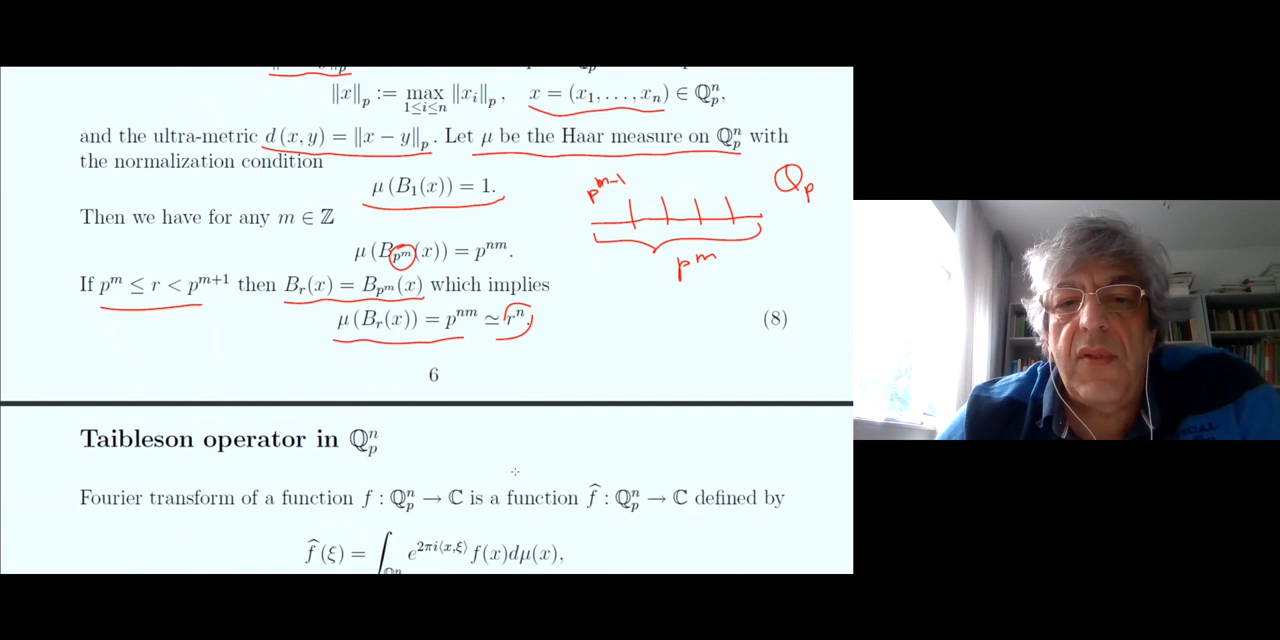 ‖x‖_p := max_{1≤i≤n} ‖x_i‖_p , x = (x_1, . . . , x_n) ∈ ℚ_p^n,
and the ultra-metric d (x, y) = ‖x − y‖_p . Let μ be the Haar measure on ℚ_p^n with
the normalization condition
μ (B_1(x)) = 1.
p^{m-1}
ℚ_p
Then we have for any m ∈ ℤ
μ (B_{p^m}(x)) = p^{nm}.
p^m
If p^m ≤ r < p^{m+1} then B_r(x) = B_{p^m}(x) which implies
μ (B_r(x)) = p^{nm} ≃ r^n. (8)
6
Taibleson operator in ℚ_p^n
Fourier transform of a function f : ℚ_p^n → ℂ is a function f̂ : ℚ_p^n → ℂ defined by
f̂ (ξ) = ∫ e^{2πi⟨x,ξ⟩} f(x)dμ(x),